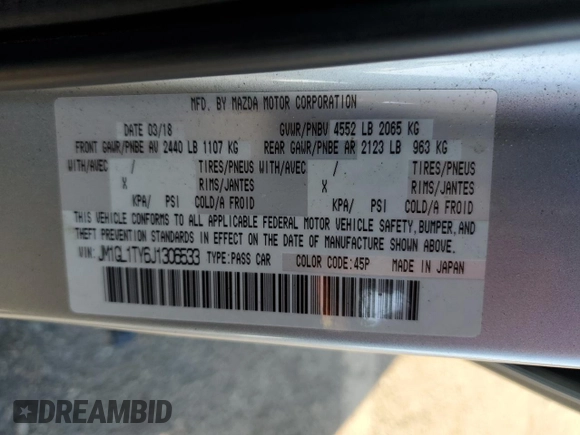 MFD. BY MAZDA MOTOR CORPORATION
DATE 03/18 GVWR/PNBV 4552 LB 2065 KG
FRONT GAWR/PNBE AV 2440 LB 1107 KG REAR GAWR/PNBE AR 2123 LB 963 KG
WITH/AVEC / TIRES/PNEUS WITH/AVEC / TIRES/PNEUS
X RIMS/JANTES X RIMS/JANTES
KPA/ PSI COLD/A FROID KPA/ PSI COLD/A FROID
THIS VEHICLE CONFORMS TO ALL APPLICABLE FEDERAL MOTOR VEHICLE SAFETY, BUMPER, AND
THEFT PREVENTION STANDARDS IN EFFECT ON THE DATE OF MANUFACTURE SHOWN ABOVE.
VIN: JM1GL1TY6J1306533 TYPE: PASS CAR COLOR CODE: 45P MADE IN JAPAN
DREAMBID